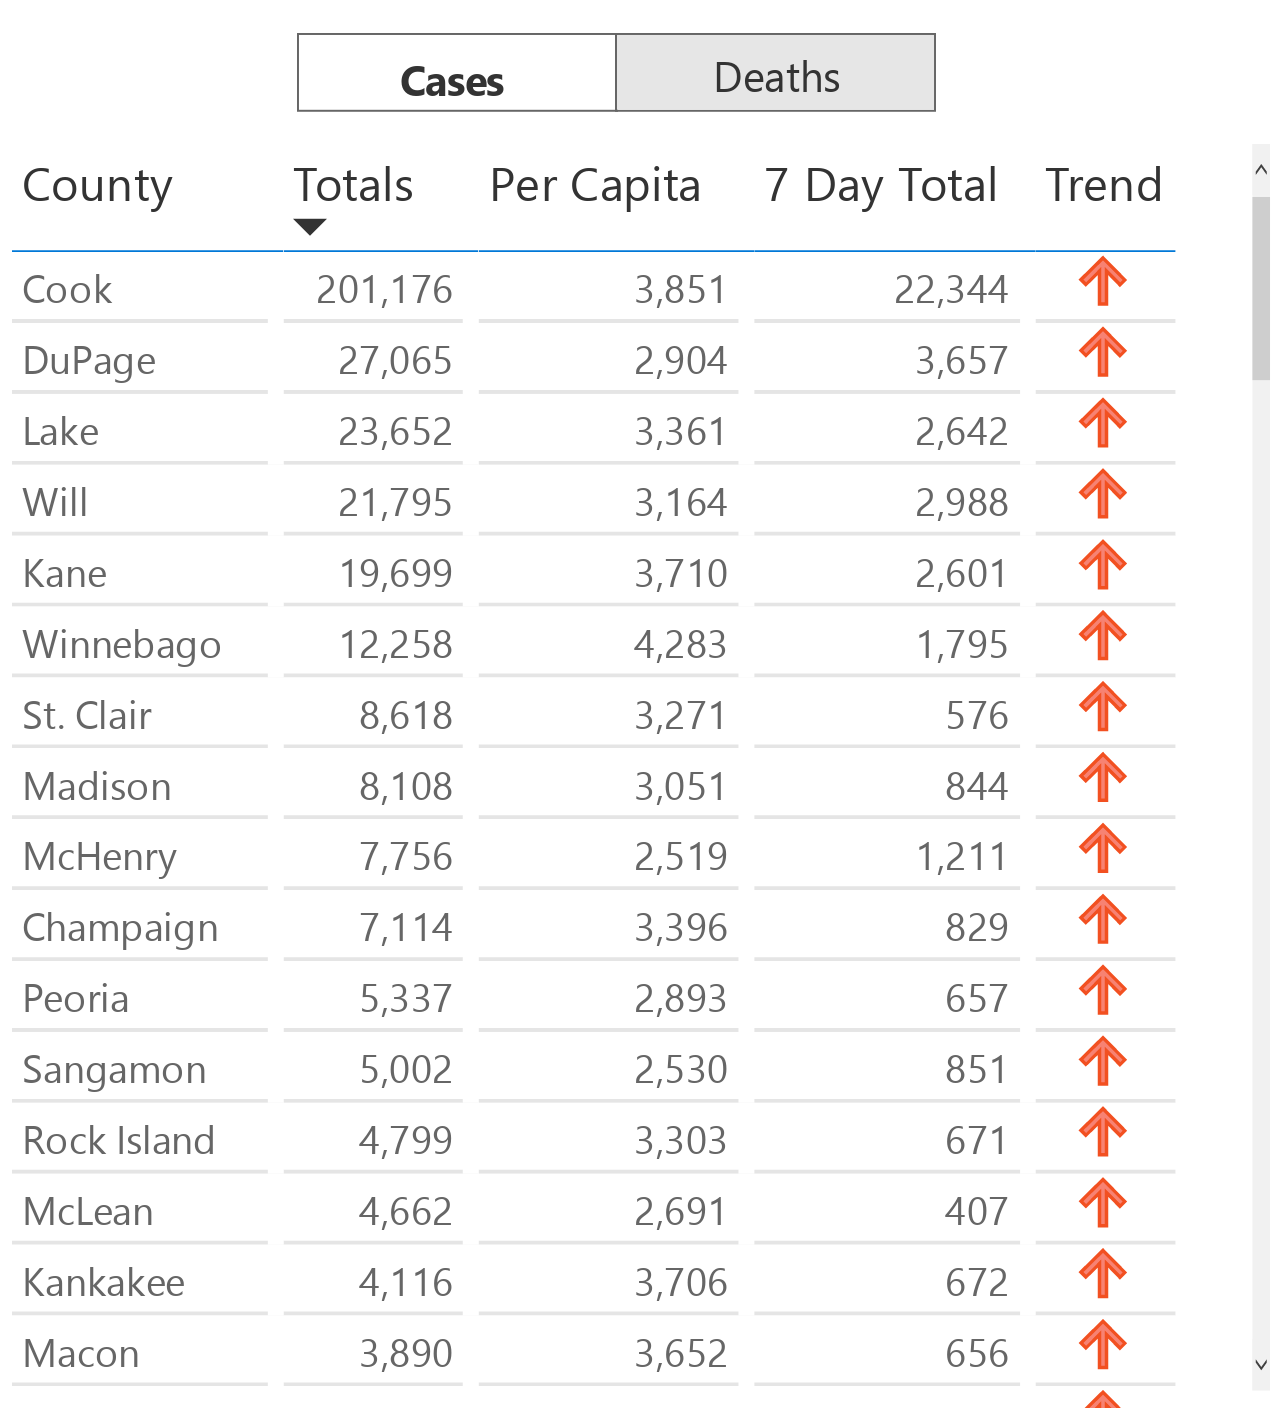 Cases Deaths
County Totals Per Capita 7 Day Total Trend
Cook 201,176 3,851 22,344
DuPage 27,065 2,904 3,657
Lake 23,652 3,361 2,642
Will 21,795 3,164 2,988
Kane 19,699 3,710 2,601
Winnebago 12,258 4,283 1,795
St. Clair 8,618 3,271 576
Madison 8,108 3,051 844
McHenry 7,756 2,519 1,211
Champaign 7,114 3,396 829
Peoria 5,337 2,893 657
Sangamon 5,002 2,530 851
Rock Island 4,799 3,303 671
McLean 4,662 2,691 407
Kankakee 4,116 3,706 672
Macon 3,890 3,652 656